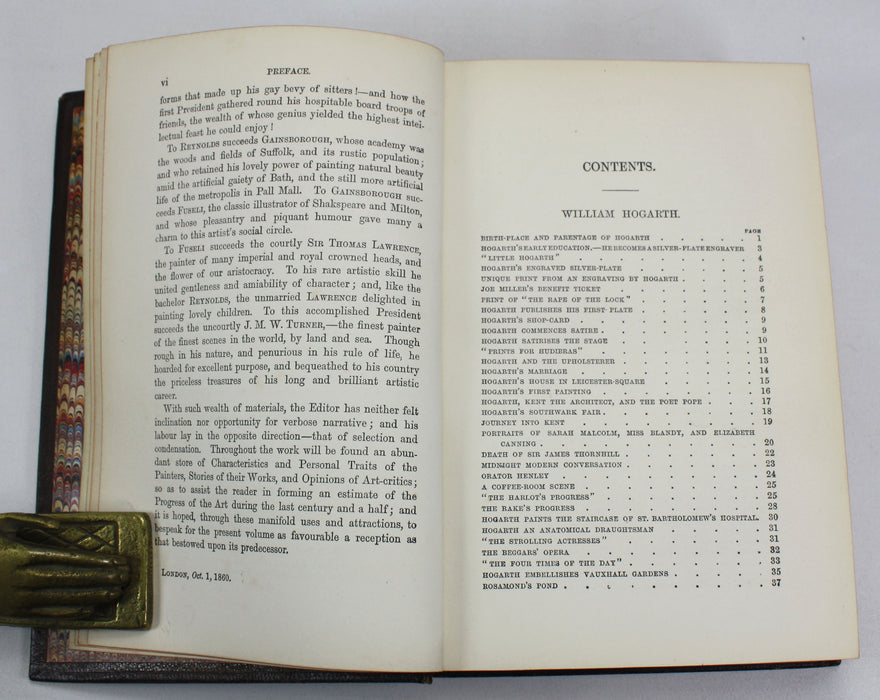 vi
PREFACE.
forms that made up his gay bevy of sitters!—and how the
first President gathered round his hospitable board troops of
friends, the wealth of whose genius yielded the highest intel-
lectual feast he could enjoy!
To REYNOLDS succeeds GAINSBOROUGH, whose academy was
the woods and fields of Suffolk, and its rustic population;
and who retained his lovely power of painting natural beauty
amid the artificial gaiety of Bath, and the still more artificial
life of the metropolis in Pall Mall. To GAINSBOROUGH suc-
ceeds FUSELI, the classic illustrator of Shakspeare and Milton,
and whose pleasantry and piquant humour gave many a
charm to this artist's social circle.
To FUSELI succeeds the courtly SIR THOMAS LAWRENCE,
the painter of many imperial and royal crowned heads, and
the flower of our aristocracy. To his rare artistic skill he
united gentleness and amiability of character; and, like the
bachelor REYNOLDS, the unmarried LAWRENCE delighted in
painting lovely children. To this accomplished President
succeeds the uncourtly J. M. W. TURNER,—the finest painter
of the finest scenes in the world, by land and sea. Though
rough in his nature, and penurious in his rule of life, he
hoarded for excellent purpose, and bequeathed to his country
the priceless treasures of his long and brilliant artistic
career.
With such wealth of materials, the Editor has neither felt
inclination nor opportunity for verbose narrative; and his
labour lay in the opposite direction—that of selection and
condensation. Throughout the work will be found an abun-
dant store of Characteristics and Personal Traits of the
Painters, Stories of their Works, and Opinions of Art-critics;
so as to assist the reader in forming an estimate of the
Progress of the Art during the last century and a half; and
it is hoped, through these manifold uses and attractions, to
bespeak for the present volume as favourable a reception as
that bestowed upon its predecessor.
LONDON, Oct. 1, 1860.
CONTENTS.
WILLIAM HOGARTH.
PAGE
BIRTH-PLACE AND PARENTAGE OF HOGARTH . . . . . 1
HOGARTH'S EARLY EDUCATION.—HE BECOMES A SILVER-PLATE ENGRAVER 3
"LITTLE HOGARTH" . . . . . . . . 4
HOGARTH'S ENGRAVED SILVER-PLATE . . . . . . 5
UNIQUE PRINT FROM AN ENGRAVING BY HOGARTH . . . . 5
JOE MILLER'S BENEFIT TICKET . . . . . . . 6
PRINT OF "THE RAPE OF THE LOCK" . . . . . . 7
HOGARTH PUBLISHES HIS FIRST PLATE . . . . . . 8
HOGARTH'S SHOP-CARD . . . . . . . . 9
HOGARTH COMMENCES SATIRE . . . . . . . 9
HOGARTH SATIRISES THE STAGE . . . . . . . 10
"PRINTS FOR HUDIBRAS" . . . . . . . . 11
HOGARTH AND THE UPHOLSTERER . . . . . . . 13
HOGARTH'S MARRIAGE . . . . . . . . 14
HOGARTH'S HOUSE IN LEICESTER-SQUARE . . . . . 15
HOGARTH'S FIRST PAINTING . . . . . . . 16
HOGARTH, KENT THE ARCHITECT, AND THE POET POPE . . . 17
HOGARTH'S SOUTHWARK FAIR . . . . . . . 18
JOURNEY INTO KENT . . . . . . . . 19
PORTRAITS OF SARAH MALCOLM, MISS BLANDY, AND ELIZABETH
CANNING . . . . . . . . . . 20
DEATH OF SIR JAMES THORNHILL . . . . . . . 22
MIDNIGHT MODERN CONVERSATION . . . . . . . 23
ORATOR HENLEY . . . . . . . . . 24
A COFFEE-ROOM SCENE . . . . . . . . 25
"THE HARLOT'S PROGRESS" . . . . . . . 25
THE RAKE'S PROGRESS . . . . . . . . 28
HOGARTH PAINTS THE STAIRCASE OF ST. BARTHOLOMEW'S HOSPITAL 30
HOGARTH AN ANATOMICAL DRAUGHTSMAN . . . . . 31
"THE STROLLING ACTRESSES" . . . . . . . 31
THE BEGGARS' OPERA . . . . . . . . 32
"THE FOUR TIMES OF THE DAY" . . . . . . . 33
HOGARTH EMBELLISHES VAUXHALL GARDENS . . . . . 35
ROSAMOND'S POND . . . . . . . . . 37